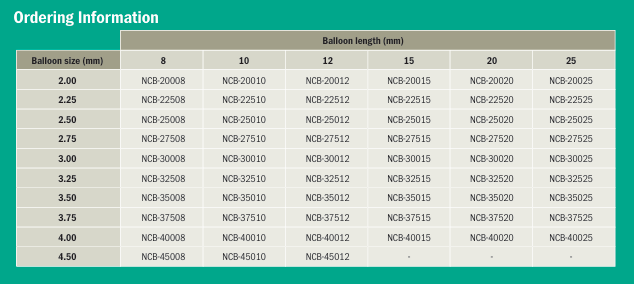 Ordering Information
Balloon length (mm)
Balloon size (mm) 8 10 12 15 20 25
2.00 NCB-20008 NCB-20010 NCB-20012 NCB-20015 NCB-20020 NCB-20025
2.25 NCB-22508 NCB-22510 NCB-22512 NCB-22515 NCB-22520 NCB-22525
2.50 NCB-25008 NCB-25010 NCB-25012 NCB-25015 NCB-25020 NCB-25025
2.75 NCB-27508 NCB-27510 NCB-27512 NCB-27515 NCB-27520 NCB-27525
3.00 NCB-30008 NCB-30010 NCB-30012 NCB-30015 NCB-30020 NCB-30025
3.25 NCB-32508 NCB-32510 NCB-32512 NCB-32515 NCB-32520 NCB-32525
3.50 NCB-35008 NCB-35010 NCB-35012 NCB-35015 NCB-35020 NCB-35025
3.75 NCB-37508 NCB-37510 NCB-37512 NCB-37515 NCB-37520 NCB-37525
4.00 NCB-40008 NCB-40010 NCB-40012 NCB-40015 NCB-40020 NCB-40025
4.50 NCB-45008 NCB-45010 NCB-45012 - - -